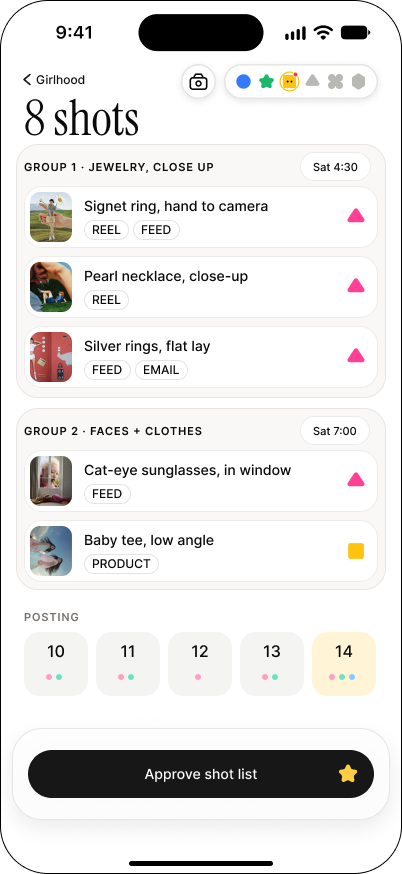 9:41
Girlhood
8 shots
GROUP 1 · JEWELRY, CLOSE UP
Sat 4:30
Signet ring, hand to camera
REEL FEED
Pearl necklace, close-up
REEL
Silver rings, flat lay
FEED EMAIL
GROUP 2 · FACES + CLOTHES
Sat 7:00
Cat-eye sunglasses, in window
FEED
Baby tee, low angle
PRODUCT
POSTING
10 11 12 13 14
Approve shot list